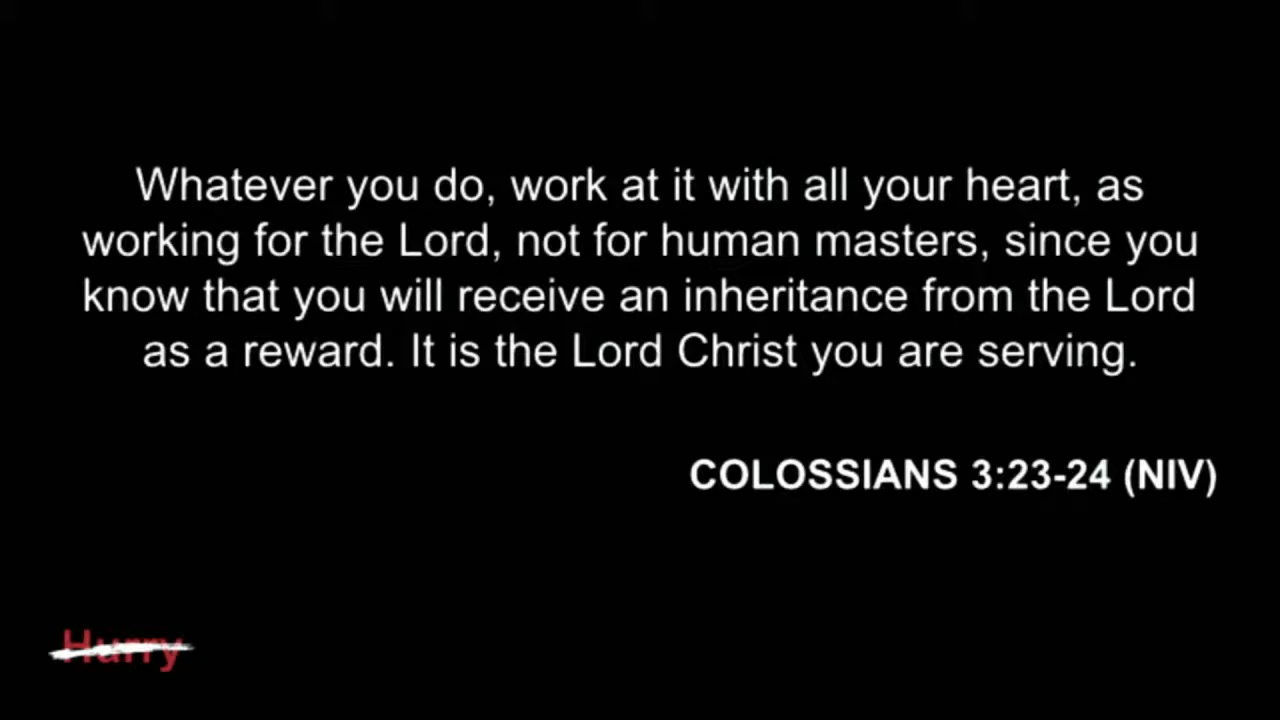 Whatever you do, work at it with all your heart, as
working for the Lord, not for human masters, since you
know that you will receive an inheritance from the Lord
as a reward. It is the Lord Christ you are serving.
COLOSSIANS 3:23-24 (NIV)
Hurry